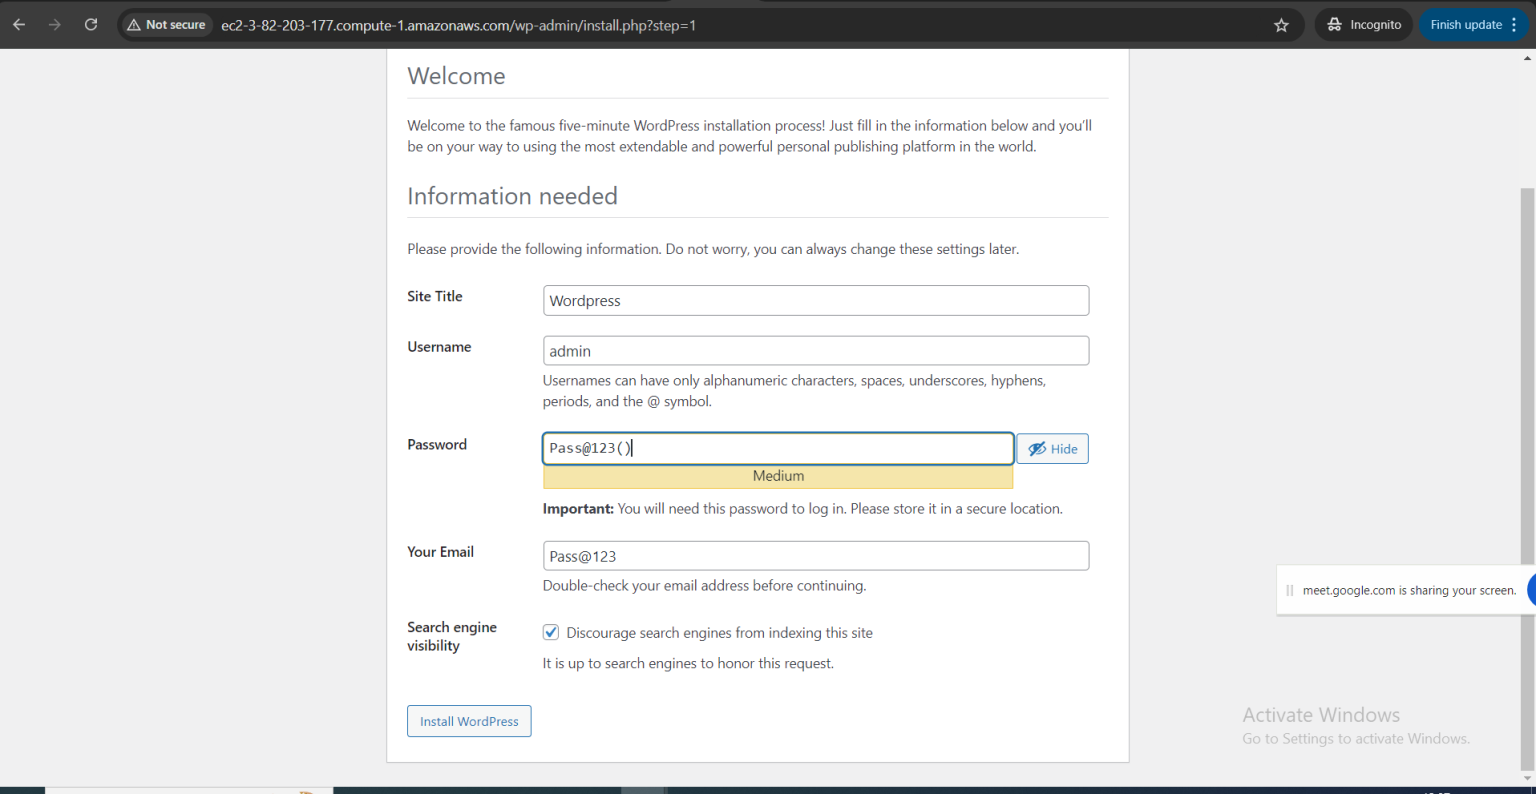 Not secure
ec2-3-82-203-177.compute-1.amazonaws.com/wp-admin/install.php?step=1
Incognito
Finish update
Welcome
Welcome to the famous five-minute WordPress installation process! Just fill in the information below and you'll
be on your way to using the most extendable and powerful personal publishing platform in the world.
Information needed
Please provide the following information. Do not worry, you can always change these settings later.
Site Title
Wordpress
Username
admin
Usernames can have only alphanumeric characters, spaces, underscores, hyphens,
periods, and the @ symbol.
Password
Pass@123()
Hide
Medium
Important: You will need this password to log in. Please store it in a secure location.
Your Email
Pass@123
Double-check your email address before continuing.
meet.google.com is sharing your screen.
Search engine
visibility
Discourage search engines from indexing this site
It is up to search engines to honor this request.
Install WordPress
Activate Windows
Go to Settings to activate Windows.